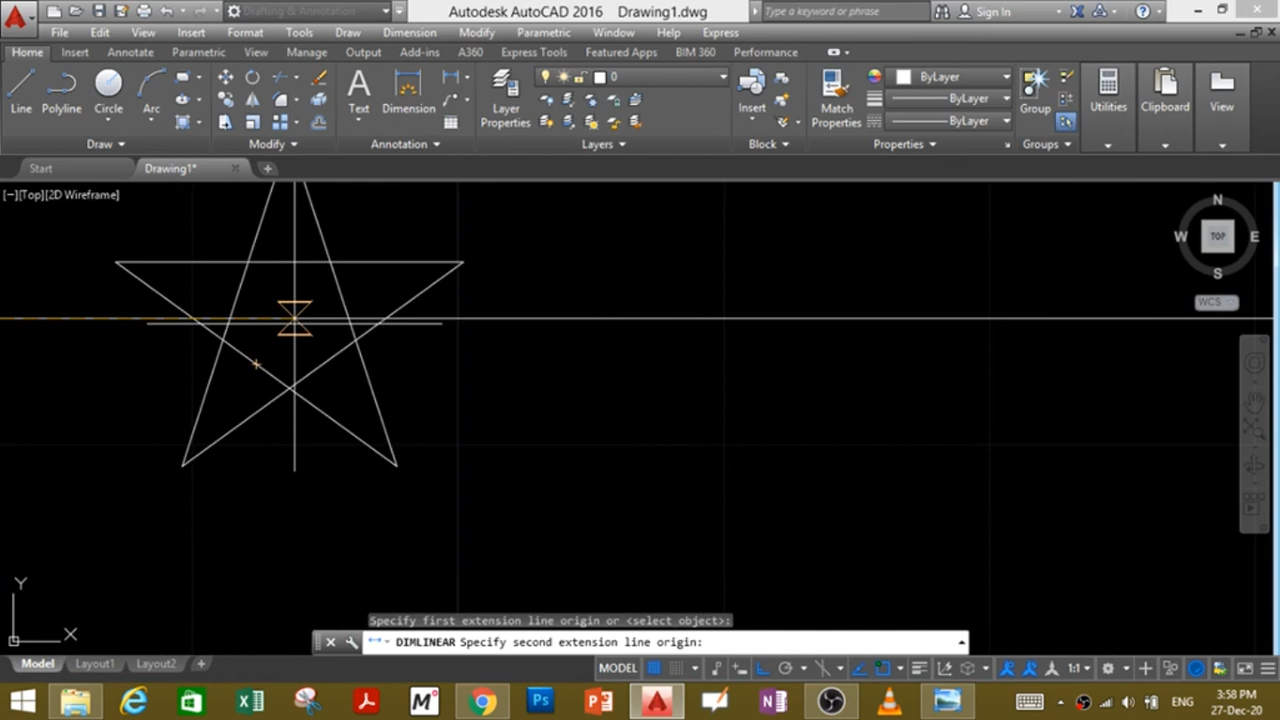 Drafting & Annotation
Autodesk AutoCAD 2016 Drawing1.dwg
Type a keyword or phrase
Sign In
File Edit View Insert Format Tools Draw Dimension Modify Parametric Window Help Express
Home Insert Annotate Parametric View Manage Output Add-ins A360 Express Tools Featured Apps BIM 360 Performance
0
ByLayer
ByLayer
ByLayer
Line Polyline Circle Arc
Text Dimension
Layer
Properties
Insert
Match
Properties
Group Utilities Clipboard View
Draw Modify Annotation Layers Block Properties Groups
Start Drawing1* +
[−][Top][2D Wireframe]
N
W TOP E
S
WCS
Y
X
Specify first extension line origin or <select object>:
DIMLINEAR Specify second extension line origin:
Model Layout1 Layout2 +
MODEL 1:1
ENG
3:58 PM
27-Dec-20